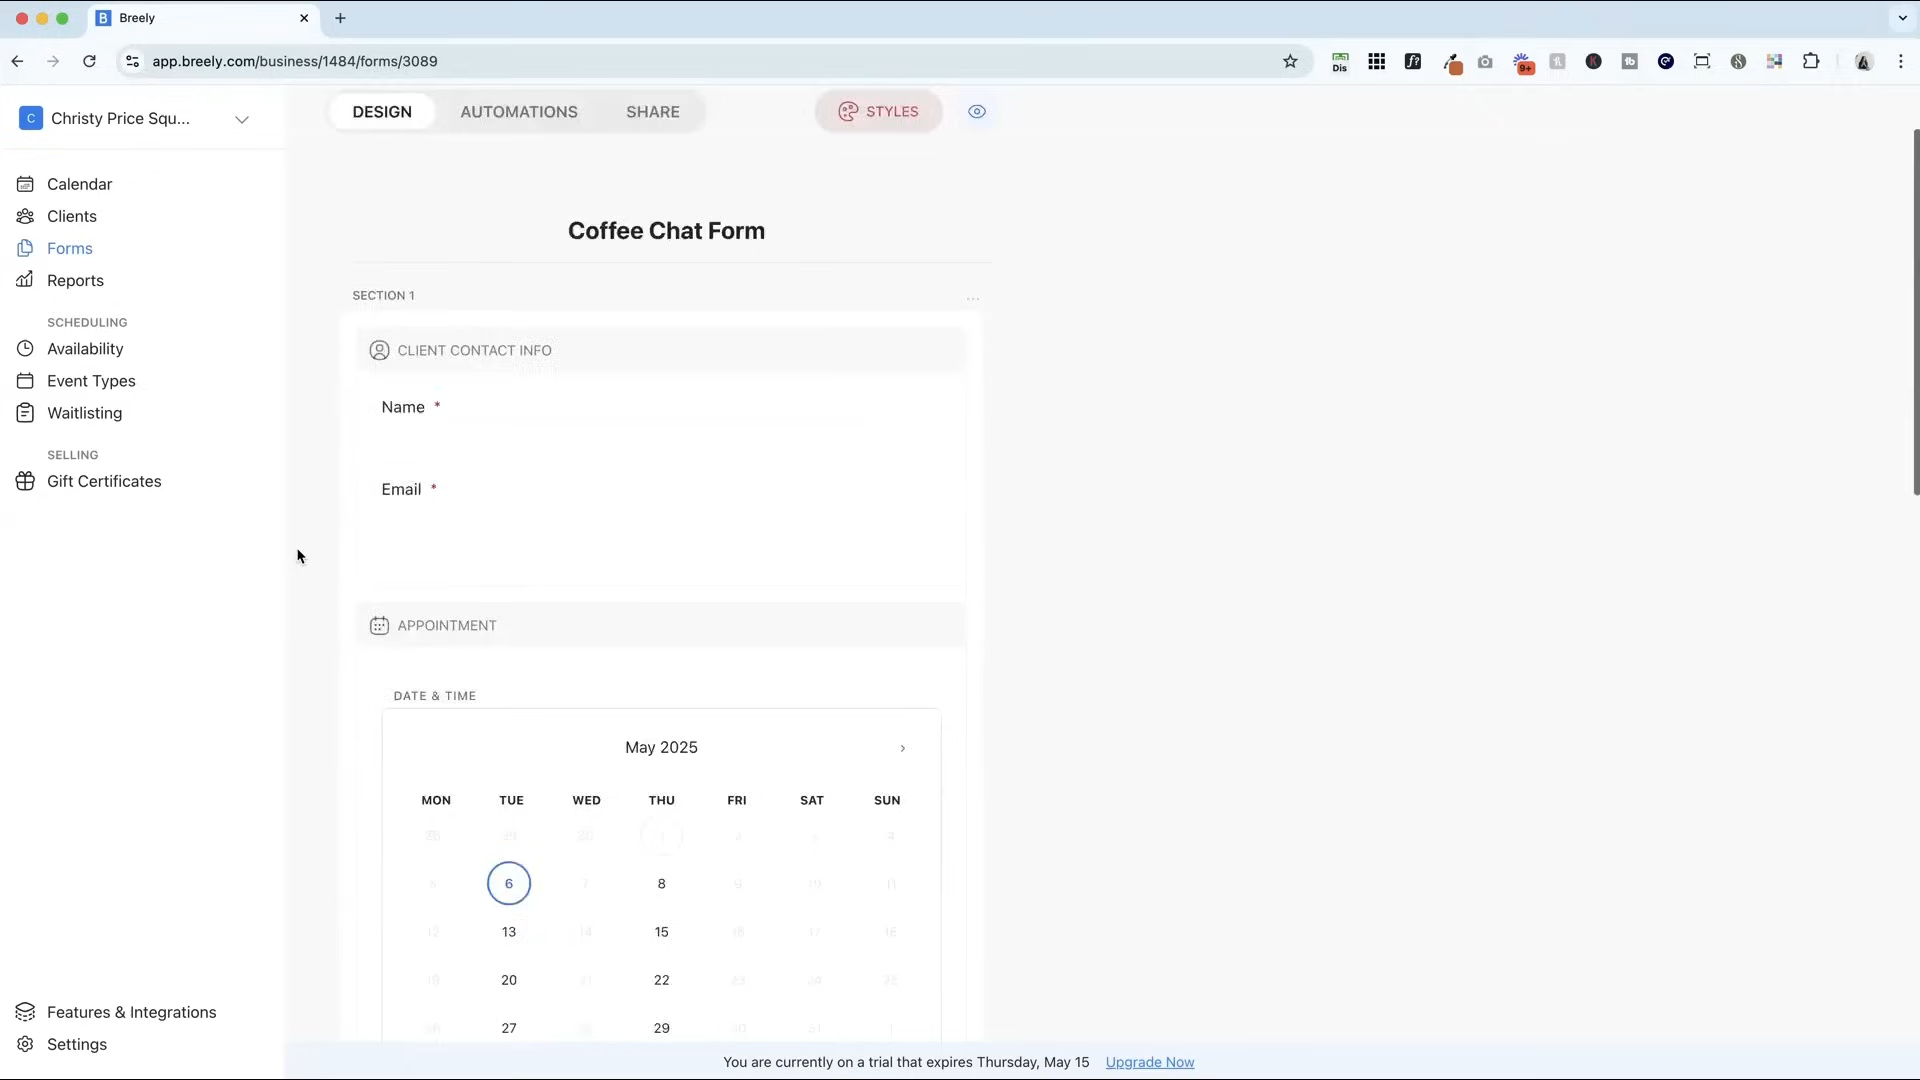 Breely
app.breely.com/business/1484/forms/3089
Dis
9+
C Christy Price Squ...
DESIGN AUTOMATIONS SHARE STYLES
Calendar
Clients
Forms
Reports
SCHEDULING
Availability
Event Types
Waitlisting
SELLING
Gift Certificates
Features & Integrations
Settings
Coffee Chat Form
SECTION 1
CLIENT CONTACT INFO
Name *
Email *
APPOINTMENT
DATE & TIME
May 2025
MON TUE WED THU FRI SAT SUN
6 8
13 15
20 22
27 29
You are currently on a trial that expires Thursday, May 15 Upgrade Now